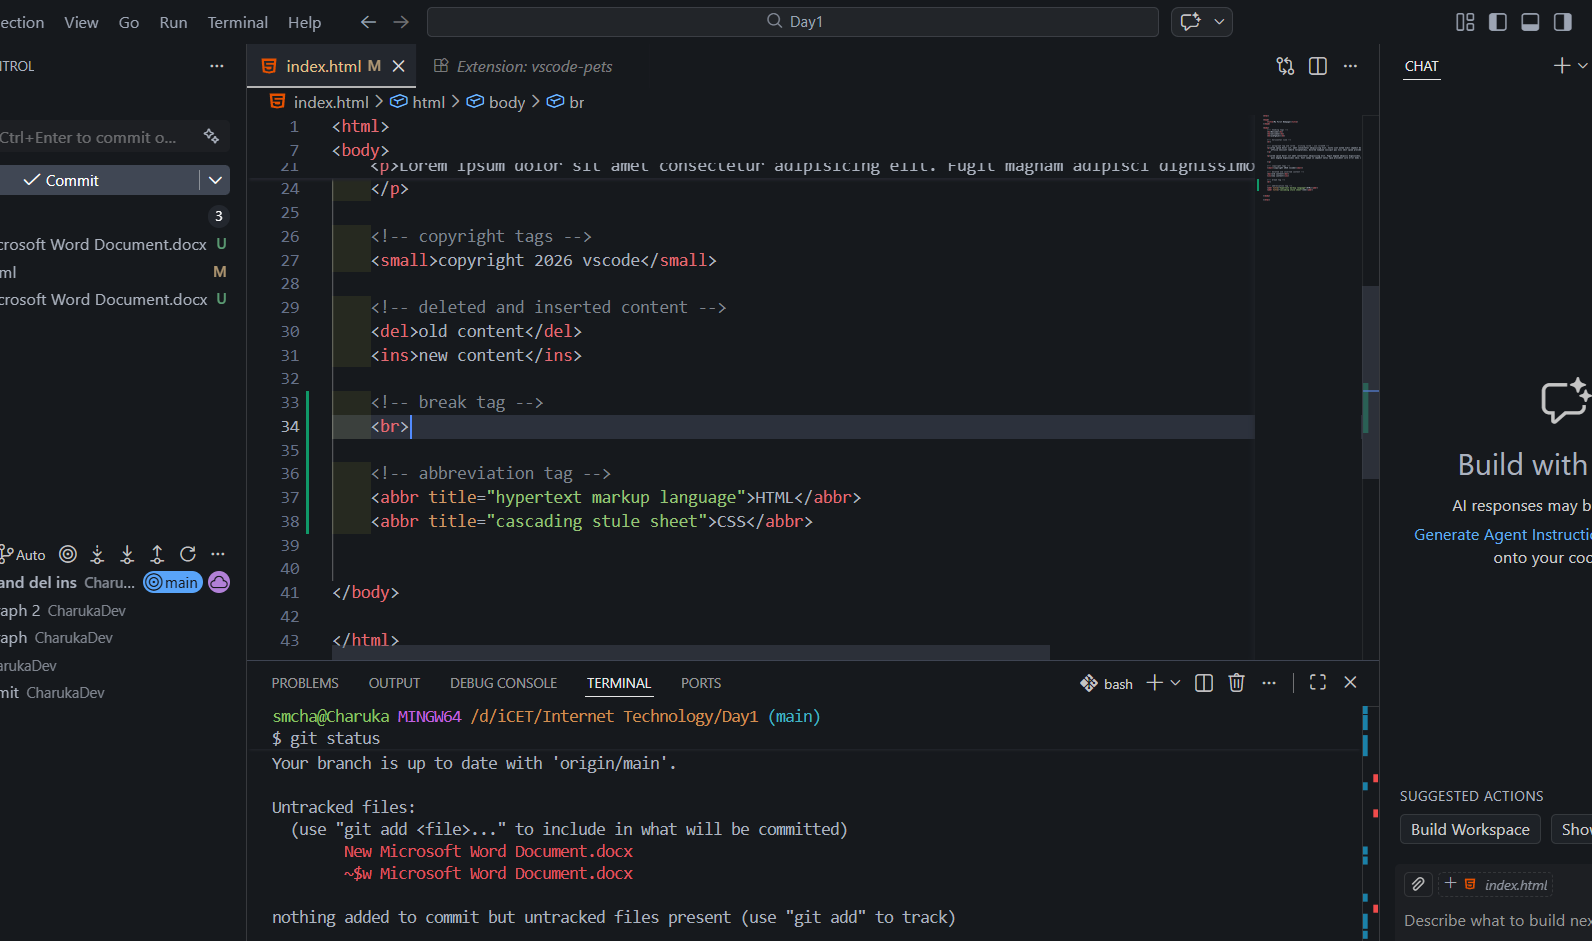 ection View Go Run Terminal Help Day1
TROL
Ctrl+Enter to commit o...
Commit
3
crosoft Word Document.docx U
ml M
crosoft Word Document.docx U
Auto
and del ins Charu... main
raph 2 CharukaDev
raph CharukaDev
arukaDev
mit CharukaDev
index.html M Extension: vscode-pets
index.html > html > body > br
1 <html>
7 <body>
21 <p>Lorem ipsum dolor sit amet consectetur adipisicing elit. Fugit magnam adipisci dignissimo
24 </p>
25
26 <!-- copyright tags -->
27 <small>copyright 2026 vscode</small>
28
29 <!-- deleted and inserted content -->
30 <del>old content</del>
31 <ins>new content</ins>
32
33 <!-- break tag -->
34 <br>
35
36 <!-- abbreviation tag -->
37 <abbr title="hypertext markup language">HTML</abbr>
38 <abbr title="cascading stule sheet">CSS</abbr>
39
40
41 </body>
42
43 </html>
PROBLEMS OUTPUT DEBUG CONSOLE TERMINAL PORTS bash
smcha@Charuka MINGW64 /d/iCET/Internet Technology/Day1 (main)
$ git status
Your branch is up to date with 'origin/main'.
Untracked files:
(use "git add <file>..." to include in what will be committed)
New Microsoft Word Document.docx
~$w Microsoft Word Document.docx
nothing added to commit but untracked files present (use "git add" to track)
CHAT
Build with
AI responses may b
Generate Agent Instructi
onto your coc
SUGGESTED ACTIONS
Build Workspace Show
index.html
Describe what to build nex